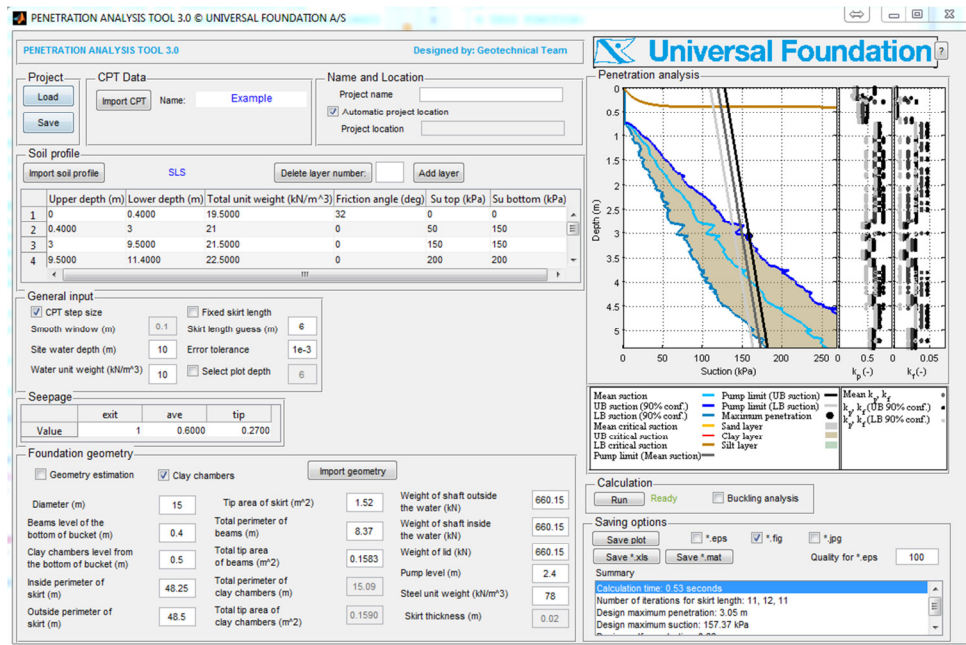 PENETRATION ANALYSIS TOOL 3.0 © UNIVERSAL FOUNDATION A/S
PENETRATION ANALYSIS TOOL 3.0
Designed by: Geotechnical Team
Universal Foundation
?
Project
Load
Save
CPT Data
Import CPT Name: Example
Name and Location
Project name
Automatic project location
Project location
Soil profile
Import soil profile SLS Delete layer number: Add layer
Upper depth (m) Lower depth (m) Total unit weight (kN/m^3) Friction angle (deg) Su top (kPa) Su bottom (kPa)
1 0 0.4000 19.5000 32 0 0
2 0.4000 3 21 0 50 150
3 3 9.5000 21.5000 0 150 150
4 9.5000 11.4000 22.5000 0 200 200
General input
CPT step size Fixed skirt length
Smooth window (m) 0.1 Skirt length guess (m) 6
Site water depth (m) 10 Error tolerance 1e-3
Water unit weight (kN/m^3) 10 Select plot depth 6
Seepage
exit ave tip
Value 1 0.6000 0.2700
Foundation geometry
Geometry estimation Clay chambers Import geometry
Diameter (m) 15
Beams level of the bottom of bucket (m) 0.4
Clay chambers level from the bottom of bucket (m) 0.5
Inside perimeter of skirt (m) 48.25
Outside perimeter of skirt (m) 48.5
Tip area of skirt (m^2) 1.52
Total perimeter of beams (m) 8.37
Total tip area of beams (m^2) 0.1583
Total perimeter of clay chambers (m) 15.09
Total tip area of clay chambers (m^2) 0.1590
Weight of shaft outside the water (kN) 660.15
Weight of shaft inside the water (kN) 660.15
Weight of lid (kN) 660.15
Pump level (m) 2.4
Steel unit weight (kN/m^3) 78
Skirt thickness (m) 0.02
Penetration analysis
Depth (m)
0
0.5
1
1.5
2
2.5
3
3.5
4
4.5
5
0 50 100 150 200 250 0 0.5 0 0.05
Suction (kPa) kp (-) kr (-)
Mean suction
UB suction (90% conf.)
LB suction (90% conf.)
Mean critical suction
UB critical suction
LB critical suction
Pump limit (Mean suction)
Pump limit (UB suction)
Pump limit (LB suction)
Maximum penetration
Sand layer
Clay layer
Silt layer
Mean kp, kr
kp, kr (UB 90% conf.)
kp, kr (LB 90% conf.)
Calculation
Run Ready Buckling analysis
Saving options
Save plot *.eps *.fig *.jpg
Save *.xls Save *.mat Quality for *.eps 100
Summary
Calculation time: 0.53 seconds
Number of iterations for skirt length: 11, 12, 11
Design maximum penetration: 3.05 m
Design maximum suction: 157.37 kPa